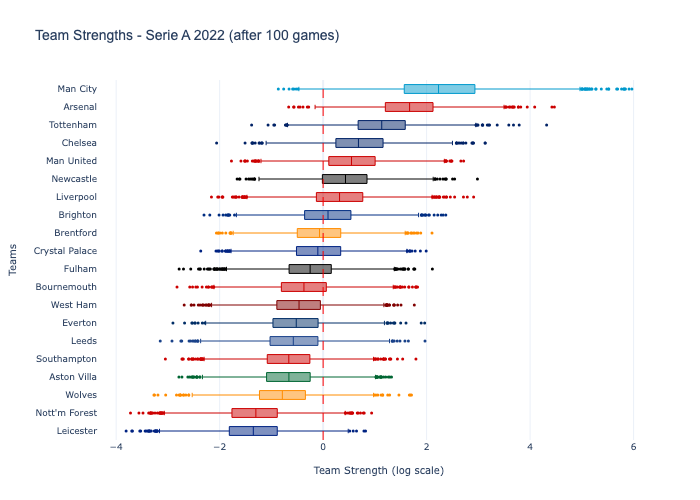 Team Strengths - Serie A 2022 (after 100 games)
Man City
Arsenal
Tottenham
Chelsea
Man United
Newcastle
Liverpool
Brighton
Brentford
Crystal Palace
Fulham
Bournemouth
West Ham
Everton
Leeds
Southampton
Aston Villa
Wolves
Nott'm Forest
Leicester
Teams
−4 −2 0 2 4 6
Team Strength (log scale)